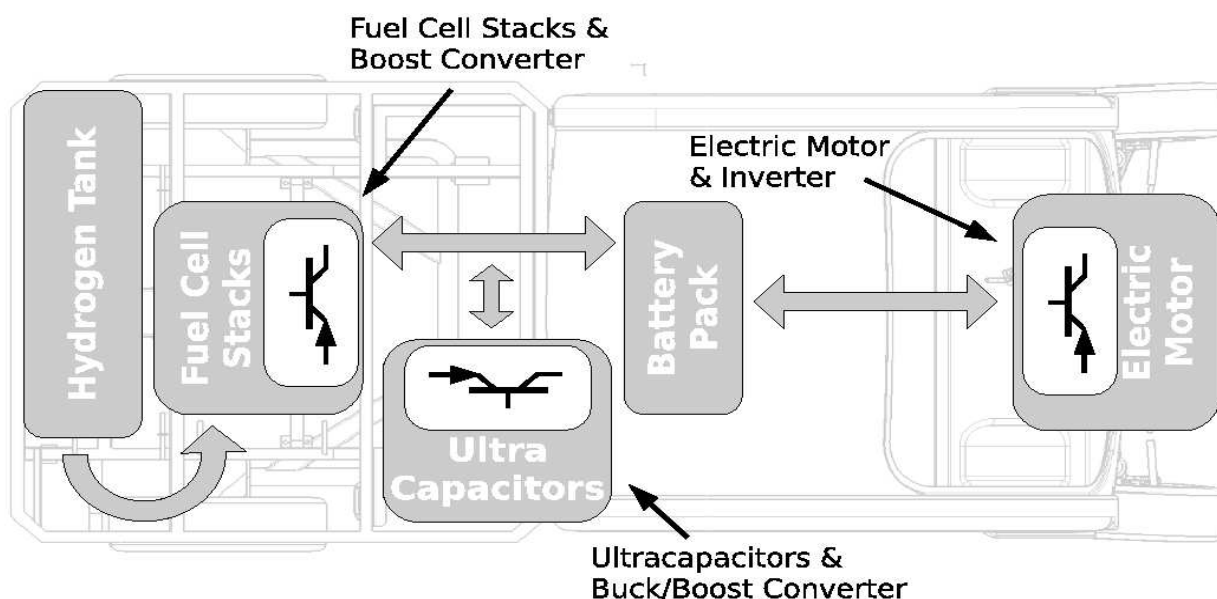 Fuel Cell Stacks &
Boost Converter
Electric Motor
& Inverter
Hydrogen Tank
Fuel Cell
Stacks
Battery
Pack
Electric
Motor
Ultra
Capacitors
Ultracapacitors &
Buck/Boost Converter